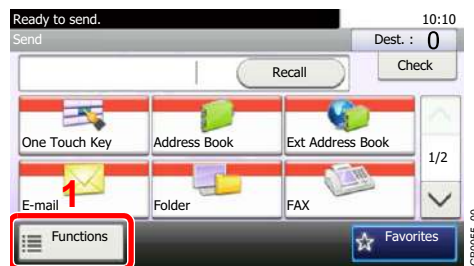 Ready to send.
10:10
Send
Dest. : 0
Recall
Check
One Touch Key
Address Book
Ext Address Book
1/2
E-mail
1
Folder
FAX
Functions
Favorites